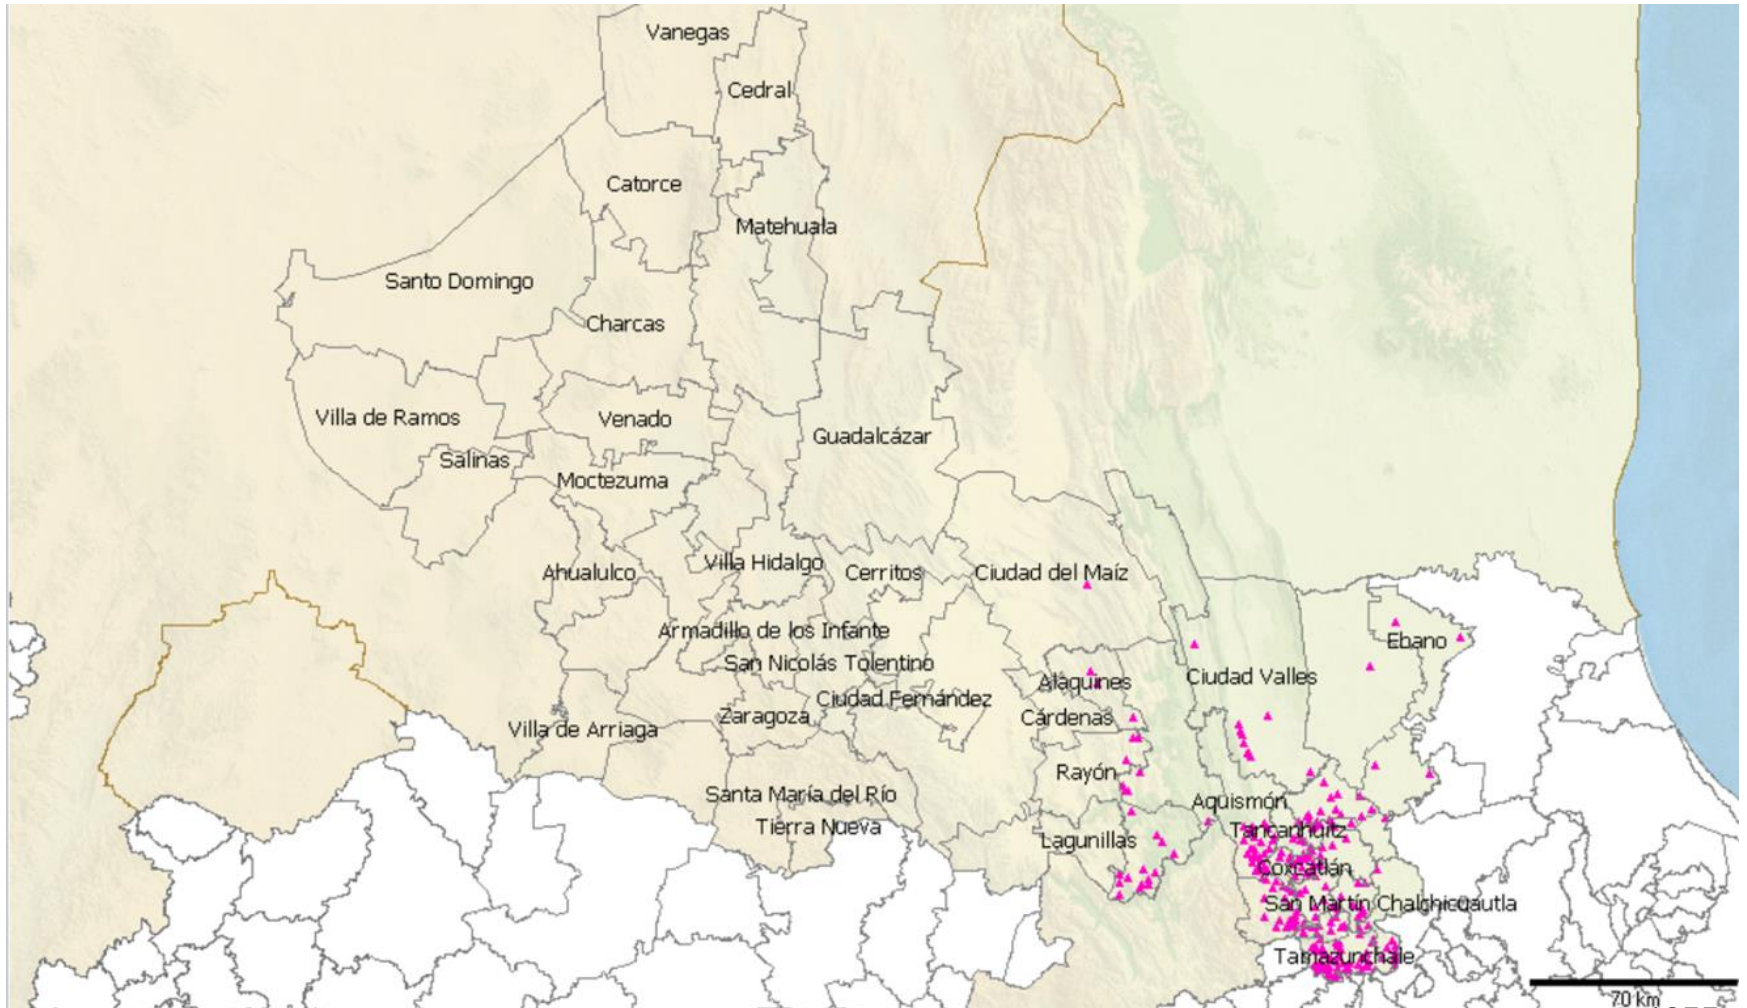 Vanegas
Cedral
Catorce
Matehuala
Santo Domingo
Charcas
Villa de Ramos
Venado
Guadalcázar
Salinas
Moctezuma
Ahualulco
Villa Hidalgo
Cerritos
Ciudad del Maíz
Armadillo de los Infante
Ebano
San Nicolás Tolentino
Ciudad Valles
Alaquines
Ciudad Fernández
Zaragoza
Cárdenas
Villa de Arriaga
Rayón
Santa María del Río
Aquismón
Tierra Nueva
Tancanhuitz
Lagunillas
Coxcatlán
San Martín Chalchicuautla
Tamazunchale
70 km